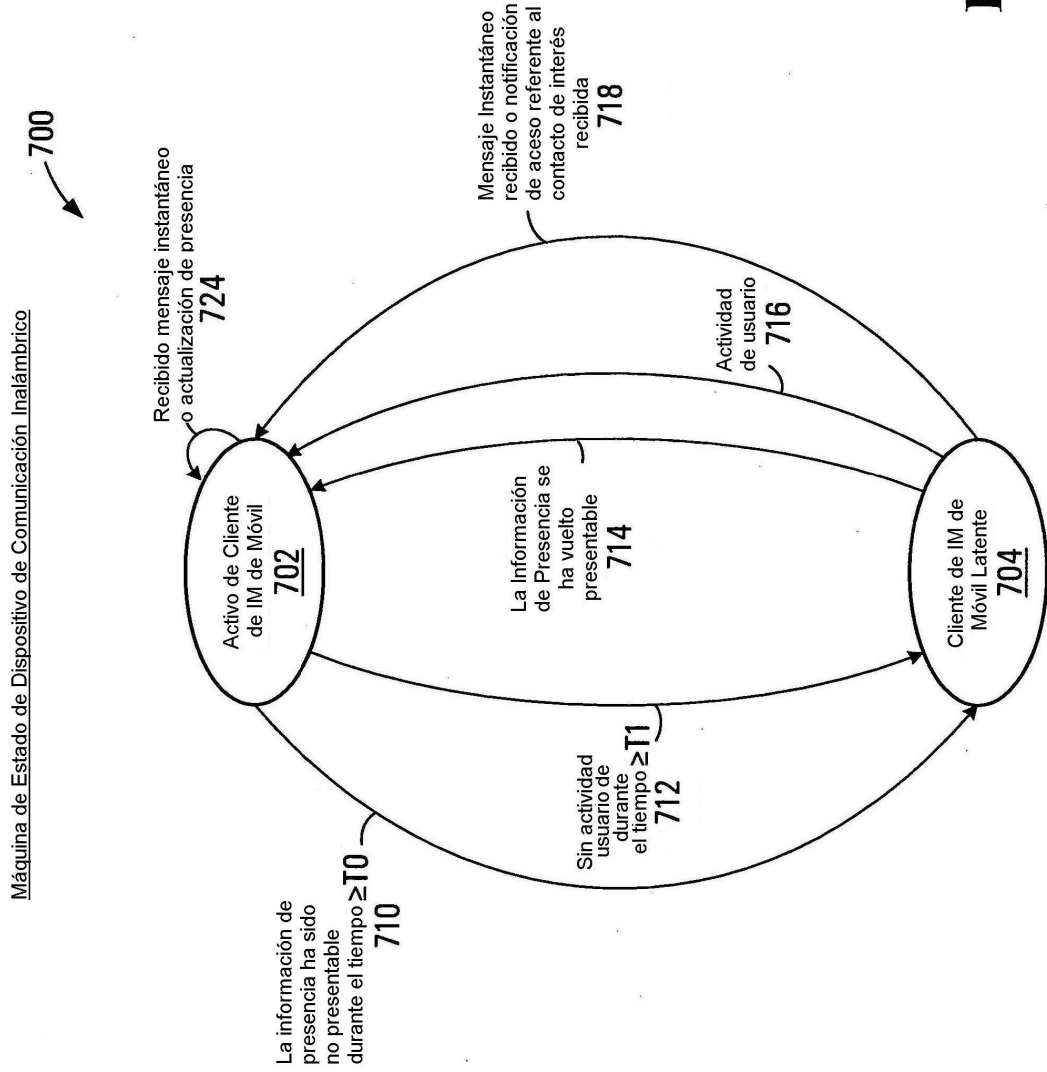 Máquina de Estado de Dispositivo de Comunicación Inalámbrico
700
Recibido mensaje instantáneo
o actualización de presencia
724
Activo de Cliente
de IM de Móvil
702
La información de
presencia ha sido
no presentable
durante el tiempo ≥T0
710
Sin actividad
usuario de
durante
el tiempo ≥T1
712
La Información
de Presencia se
ha vuelto
presentable
714
Actividad
de usuario
716
Mensaje Instantáneo
recibido o notificación
de aceso referente al
contacto de interés
recibida
718
Cliente de IM de
Móvil Latente
704